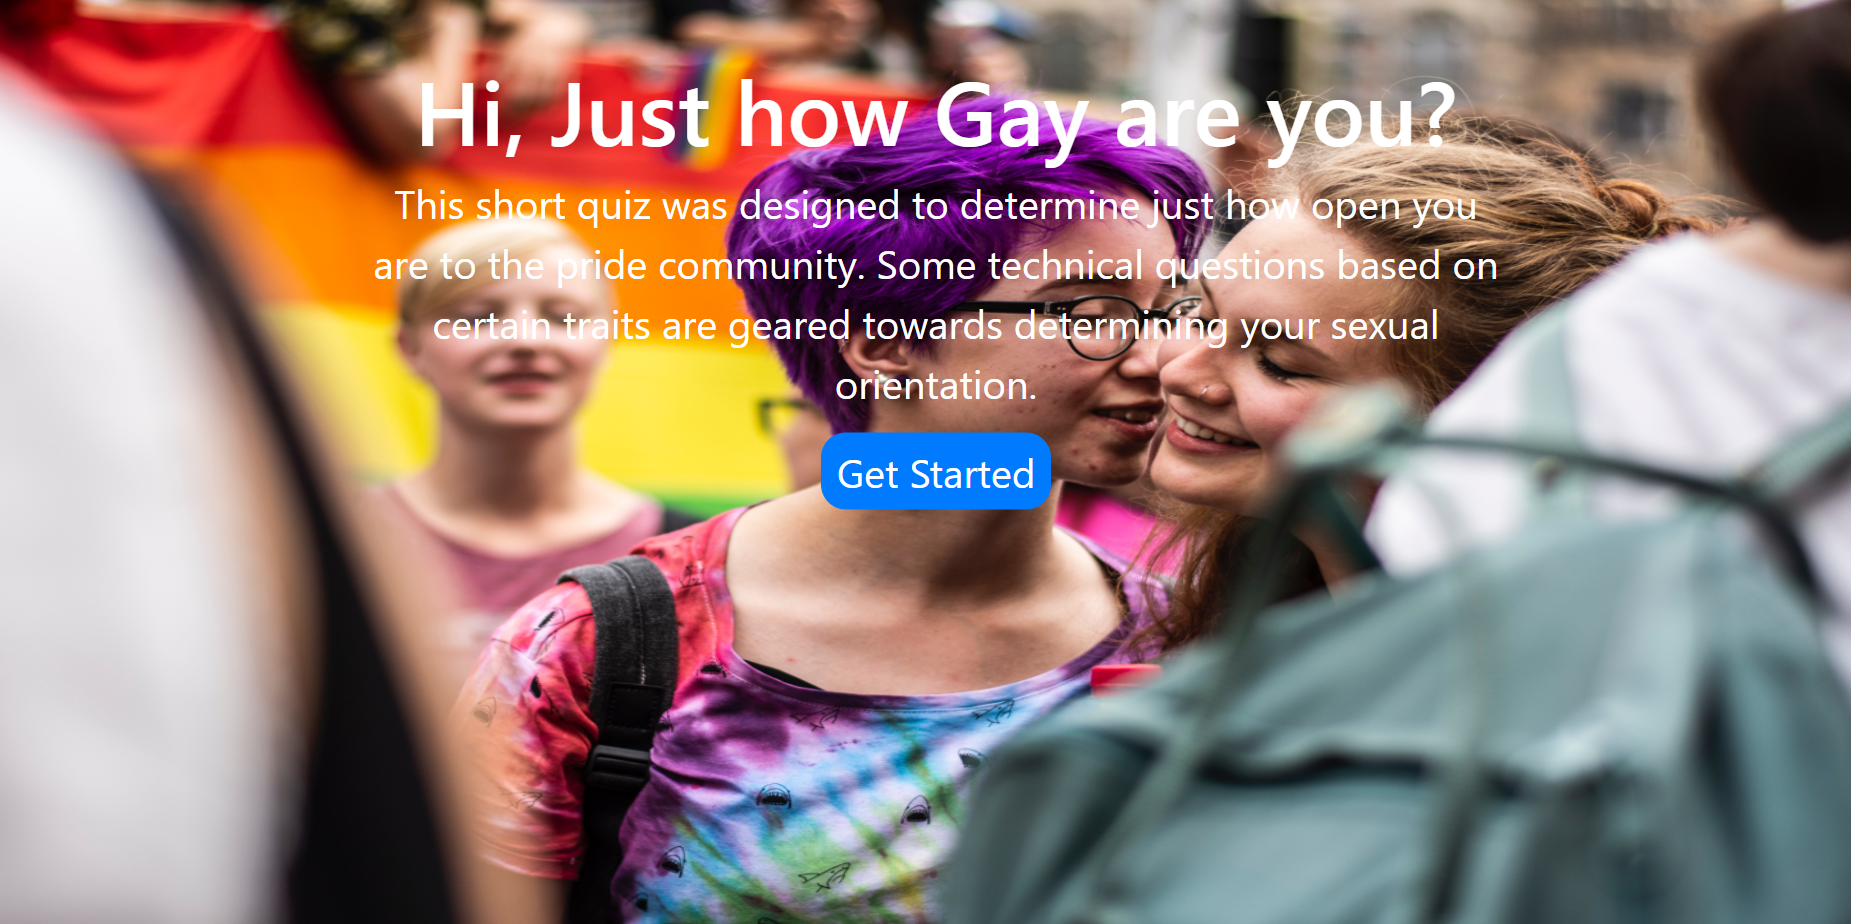 Hi, Just how Gay are you?
This short quiz was designed to determine just how open you
are to the pride community. Some technical questions based on
certain traits are geared towards determining your sexual
orientation.
Get Started